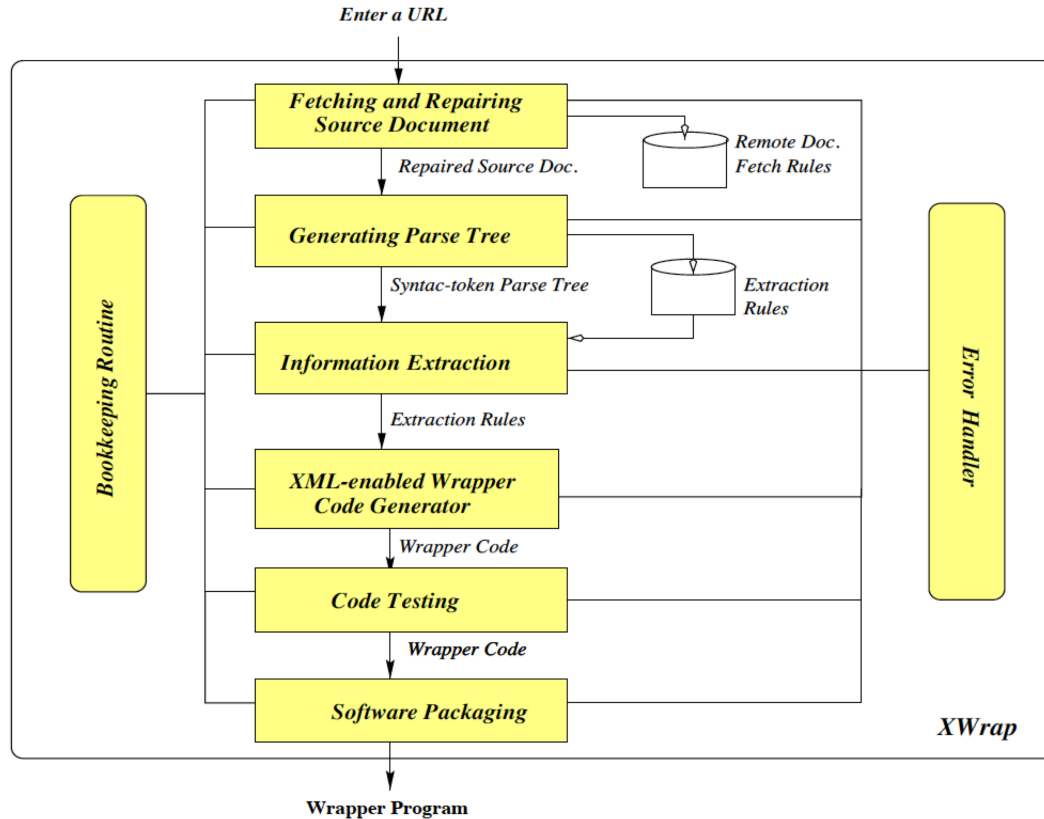 Enter a URL
Fetching and Repairing
Source Document
Remote Doc.
Fetch Rules
Repaired Source Doc.
Generating Parse Tree
Syntac-token Parse Tree
Extraction
Rules
Information Extraction
Extraction Rules
XML-enabled Wrapper
Code Generator
Wrapper Code
Code Testing
Wrapper Code
Software Packaging
Bookkeeping Routine
Error Handler
XWrap
Wrapper Program